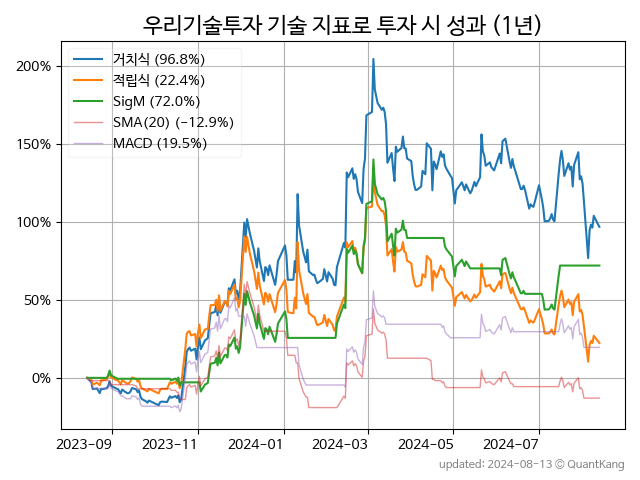 우리기술투자 기술 지표로 투자 시 성과 (1년)
거치식 (96.8%)
적립식 (22.4%)
SigM (72.0%)
SMA(20) (-12.9%)
MACD (19.5%)
200%
150%
100%
50%
0%
2023-09 2023-11 2024-01 2024-03 2024-05 2024-07
updated: 2024-08-13 © QuantKang